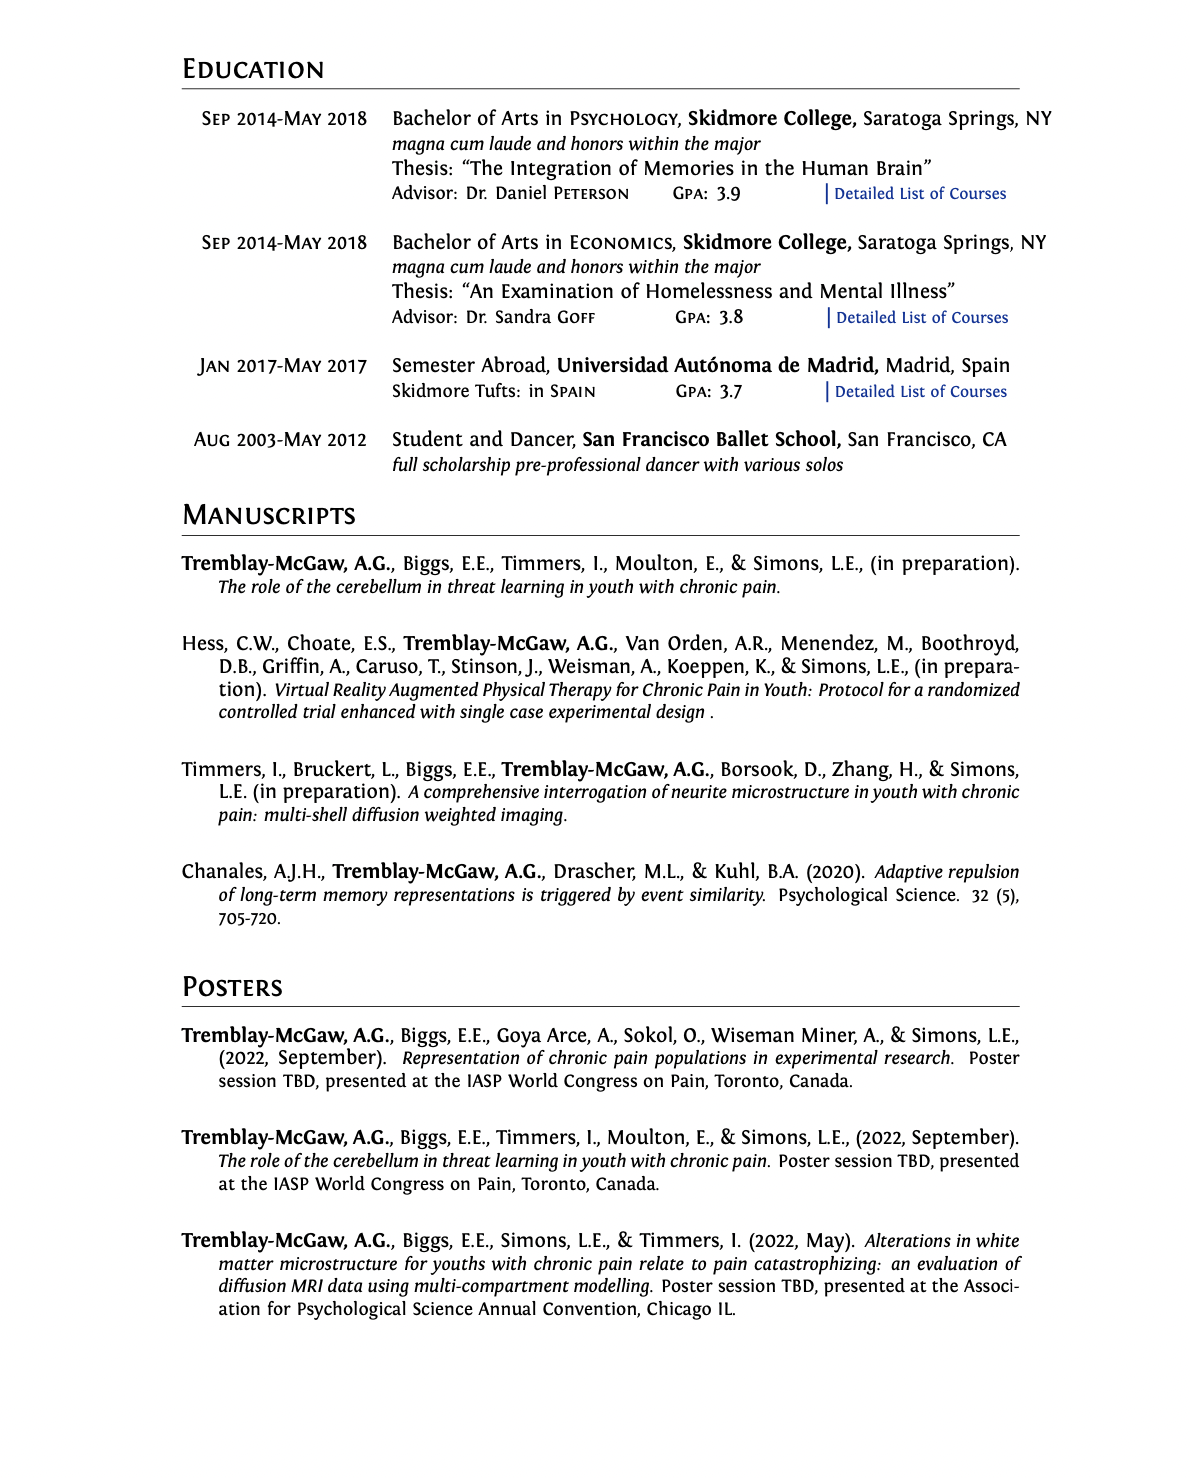 EDUCATION
SEP 2014-MAY 2018 Bachelor of Arts in PSYCHOLOGY, Skidmore College, Saratoga Springs, NY
magna cum laude and honors within the major
Thesis: “The Integration of Memories in the Human Brain”
Advisor: Dr. Daniel PETERSON GPA: 3.9 | Detailed List of Courses
SEP 2014-MAY 2018 Bachelor of Arts in ECONOMICS, Skidmore College, Saratoga Springs, NY
magna cum laude and honors within the major
Thesis: “An Examination of Homelessness and Mental Illness”
Advisor: Dr. Sandra GOFF GPA: 3.8 | Detailed List of Courses
JAN 2017-MAY 2017 Semester Abroad, Universidad Autónoma de Madrid, Madrid, Spain
Skidmore Tufts: in SPAIN GPA: 3.7 | Detailed List of Courses
AUG 2003-MAY 2012 Student and Dancer, San Francisco Ballet School, San Francisco, CA
full scholarship pre-professional dancer with various solos
MANUSCRIPTS
Tremblay-McGaw, A.G., Biggs, E.E., Timmers, I., Moulton, E., & Simons, L.E., (in preparation).
The role of the cerebellum in threat learning in youth with chronic pain.
Hess, C.W., Choate, E.S., Tremblay-McGaw, A.G., Van Orden, A.R., Menendez, M., Boothroyd,
D.B., Griffin, A., Caruso, T., Stinson, J., Weisman, A., Koeppen, K., & Simons, L.E., (in prepara-
tion). Virtual Reality Augmented Physical Therapy for Chronic Pain in Youth: Protocol for a randomized
controlled trial enhanced with single case experimental design .
Timmers, I., Bruckert, L., Biggs, E.E., Tremblay-McGaw, A.G., Borsook, D., Zhang, H., & Simons,
L.E. (in preparation). A comprehensive interrogation of neurite microstructure in youth with chronic
pain: multi-shell diffusion weighted imaging.
Chanales, A.J.H., Tremblay-McGaw, A.G., Drascher, M.L., & Kuhl, B.A. (2020). Adaptive repulsion
of long-term memory representations is triggered by event similarity. Psychological Science. 32 (5),
705-720.
POSTERS
Tremblay-McGaw, A.G., Biggs, E.E., Goya Arce, A., Sokol, O., Wiseman Miner, A., & Simons, L.E.,
(2022, September). Representation of chronic pain populations in experimental research. Poster
session TBD, presented at the IASP World Congress on Pain, Toronto, Canada.
Tremblay-McGaw, A.G., Biggs, E.E., Timmers, I., Moulton, E., & Simons, L.E., (2022, September).
The role of the cerebellum in threat learning in youth with chronic pain. Poster session TBD, presented
at the IASP World Congress on Pain, Toronto, Canada.
Tremblay-McGaw, A.G., Biggs, E.E., Simons, L.E., & Timmers, I. (2022, May). Alterations in white
matter microstructure for youths with chronic pain relate to pain catastrophizing: an evaluation of
diffusion MRI data using multi-compartment modelling. Poster session TBD, presented at the Associ-
ation for Psychological Science Annual Convention, Chicago IL.